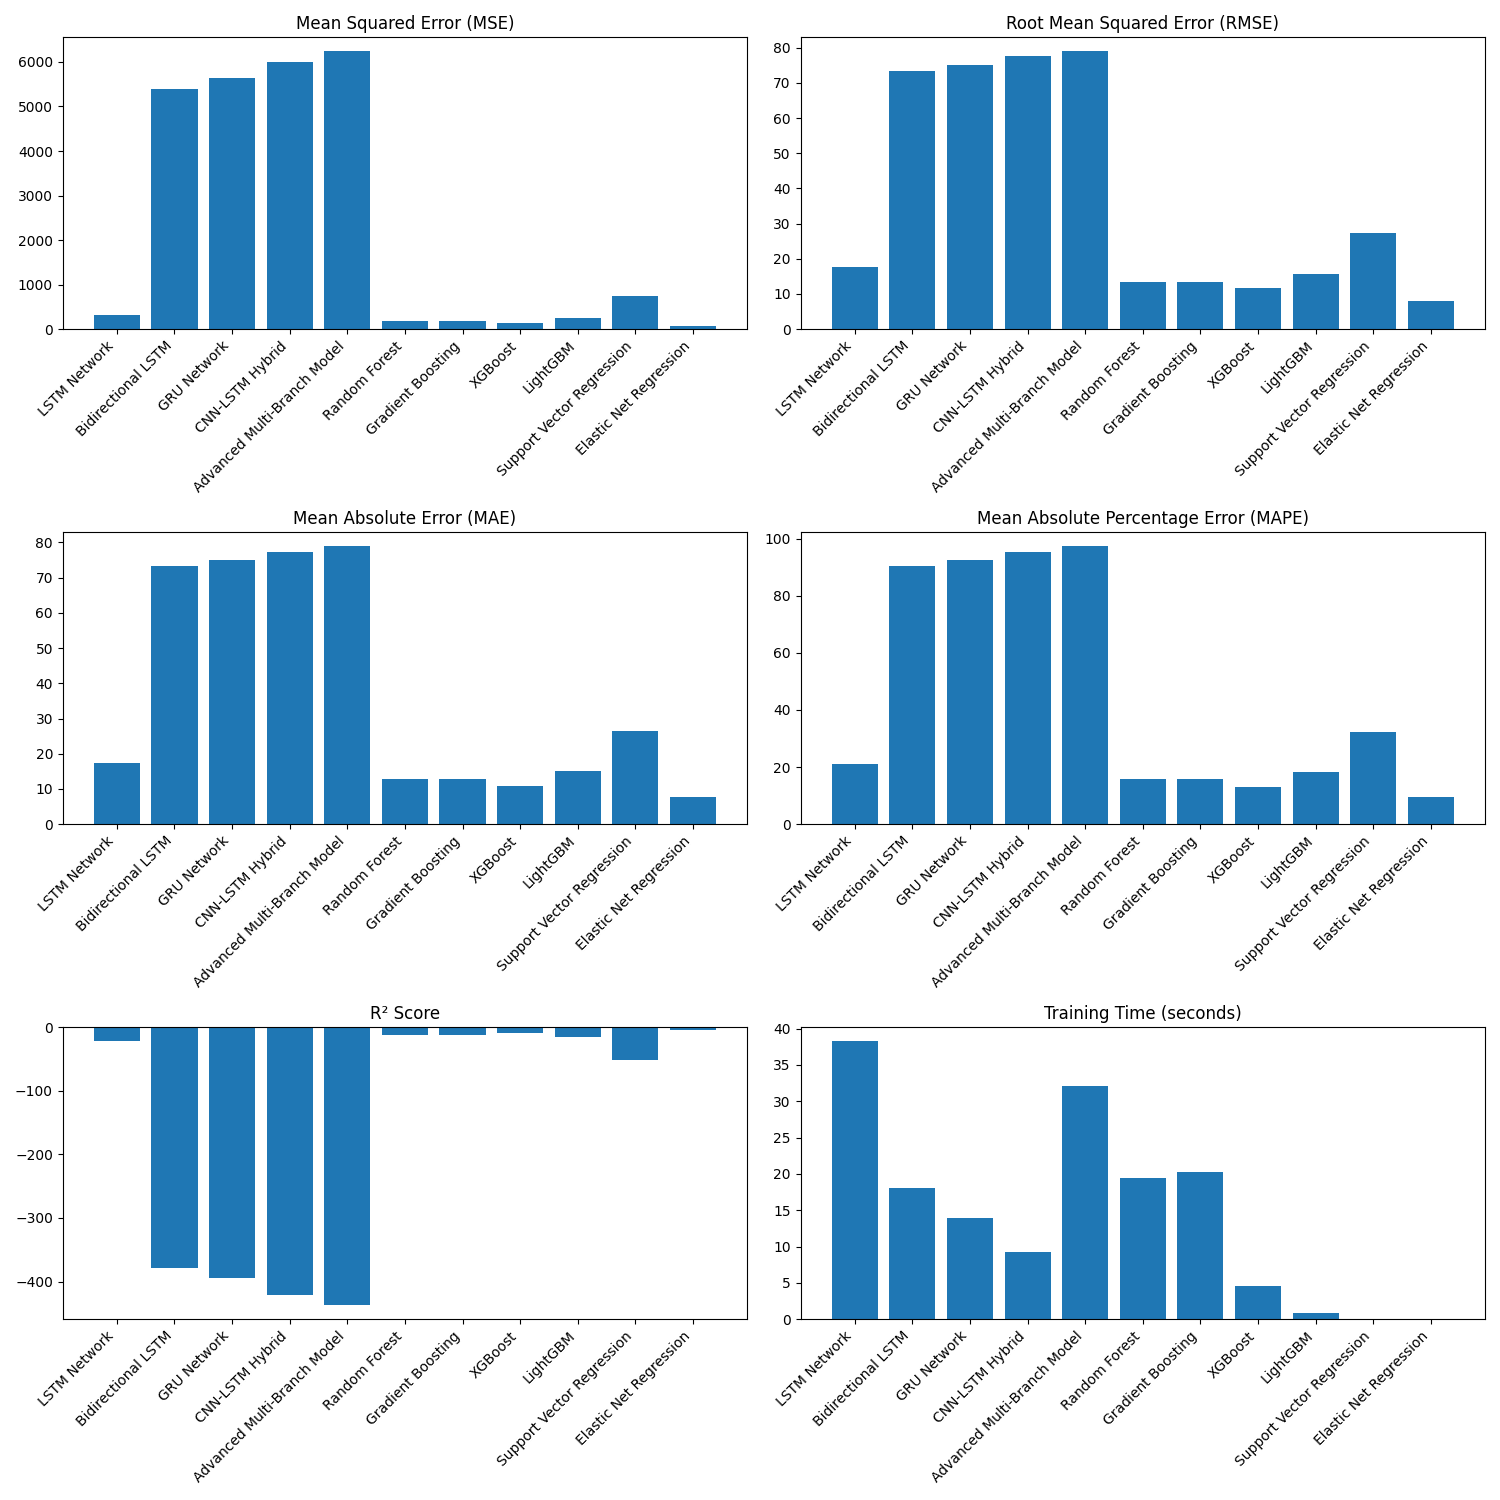 Mean Squared Error (MSE)
6000
5000
4000
3000
2000
1000
0
LSTM Network
Bidirectional LSTM
GRU Network
CNN-LSTM Hybrid
Advanced Multi-Branch Model
Random Forest
Gradient Boosting
XGBoost
LightGBM
Support Vector Regression
Elastic Net Regression
Root Mean Squared Error (RMSE)
80
70
60
50
40
30
20
10
0
LSTM Network
Bidirectional LSTM
GRU Network
CNN-LSTM Hybrid
Advanced Multi-Branch Model
Random Forest
Gradient Boosting
XGBoost
LightGBM
Support Vector Regression
Elastic Net Regression
Mean Absolute Error (MAE)
80
70
60
50
40
30
20
10
0
LSTM Network
Bidirectional LSTM
GRU Network
CNN-LSTM Hybrid
Advanced Multi-Branch Model
Random Forest
Gradient Boosting
XGBoost
LightGBM
Support Vector Regression
Elastic Net Regression
Mean Absolute Percentage Error (MAPE)
100
80
60
40
20
0
LSTM Network
Bidirectional LSTM
GRU Network
CNN-LSTM Hybrid
Advanced Multi-Branch Model
Random Forest
Gradient Boosting
XGBoost
LightGBM
Support Vector Regression
Elastic Net Regression
R² Score
0
−100
−200
−300
−400
LSTM Network
Bidirectional LSTM
GRU Network
CNN-LSTM Hybrid
Advanced Multi-Branch Model
Random Forest
Gradient Boosting
XGBoost
LightGBM
Support Vector Regression
Elastic Net Regression
Training Time (seconds)
40
35
30
25
20
15
10
5
0
LSTM Network
Bidirectional LSTM
GRU Network
CNN-LSTM Hybrid
Advanced Multi-Branch Model
Random Forest
Gradient Boosting
XGBoost
LightGBM
Support Vector Regression
Elastic Net Regression